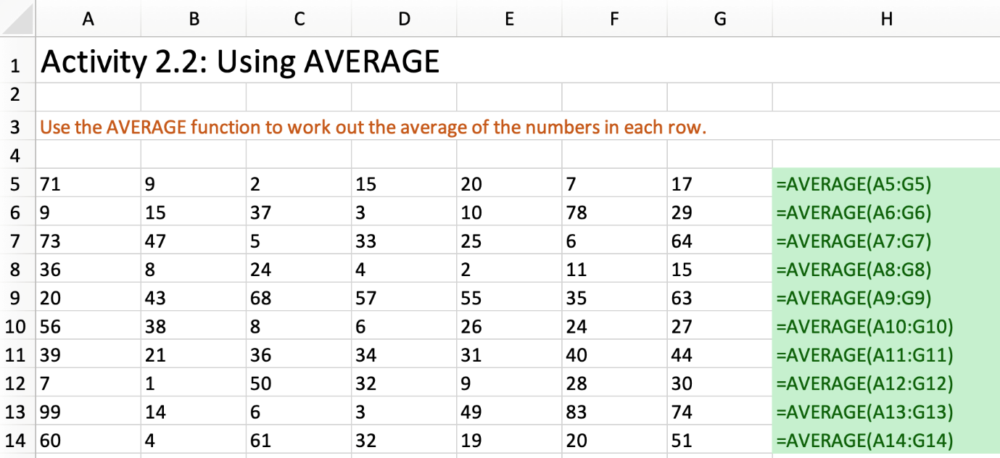 A B C D E F G H
1 Activity 2.2: Using AVERAGE
2
3 Use the AVERAGE function to work out the average of the numbers in each row.
4
5 71 9 2 15 20 7 17 =AVERAGE(A5:G5)
6 9 15 37 3 10 78 29 =AVERAGE(A6:G6)
7 73 47 5 33 25 6 64 =AVERAGE(A7:G7)
8 36 8 24 4 2 11 15 =AVERAGE(A8:G8)
9 20 43 68 57 55 35 63 =AVERAGE(A9:G9)
10 56 38 8 6 26 24 27 =AVERAGE(A10:G10)
11 39 21 36 34 31 40 44 =AVERAGE(A11:G11)
12 7 1 50 32 9 28 30 =AVERAGE(A12:G12)
13 99 14 6 3 49 83 74 =AVERAGE(A13:G13)
14 60 4 61 32 19 20 51 =AVERAGE(A14:G14)